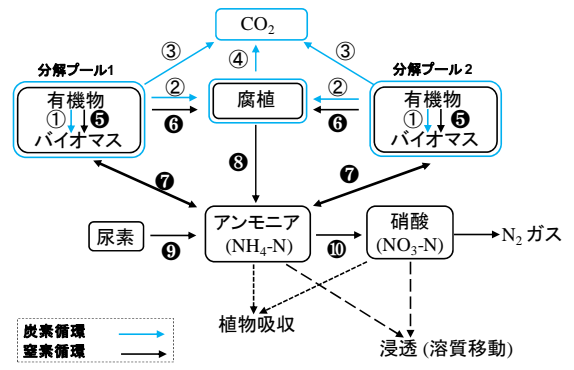 CO₂
③
④
③
分解プール1
分解プール2
有機物
①
❺
バイオマス
②
❻
腐植
②
❻
有機物
①
❺
バイオマス
❼
❽
❼
尿素
❾
アンモニア
(NH₄-N)
❿
硝酸
(NO₃-N)
N₂ ガス
植物吸収
浸透 (溶質移動)
炭素循環
窒素循環